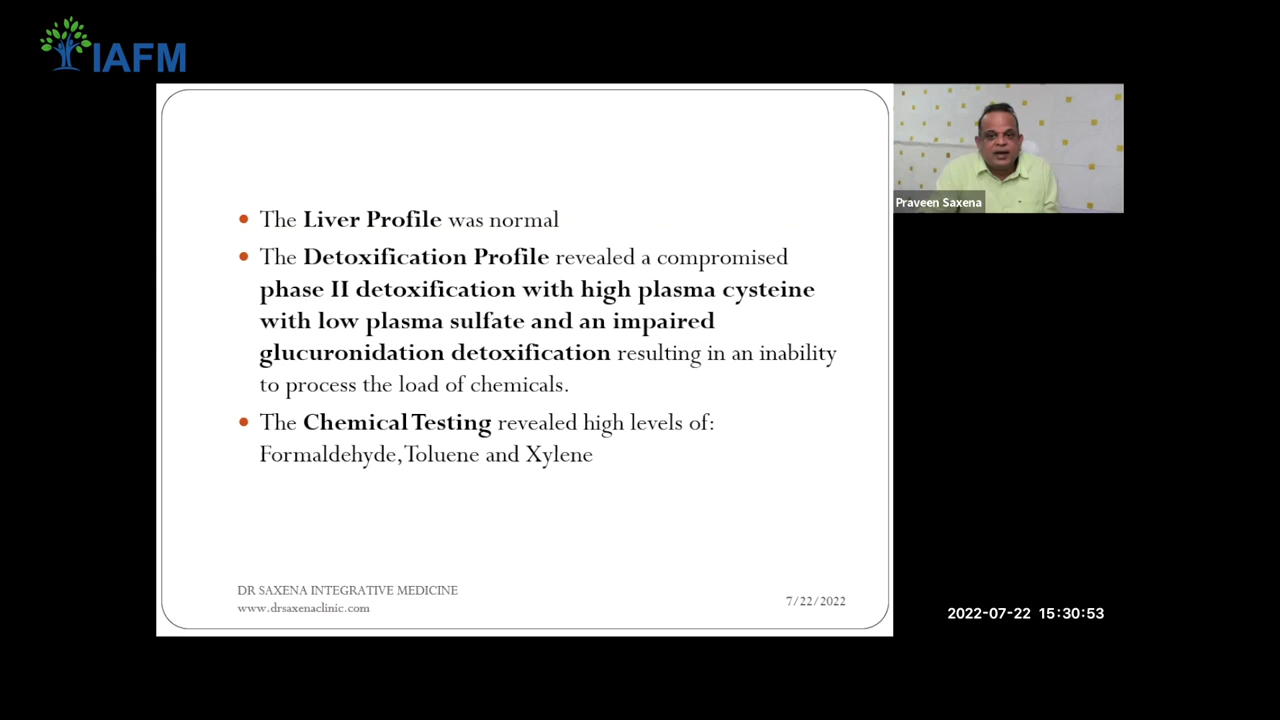 IAFM
The Liver Profile was normal
The Detoxification Profile revealed a compromised
phase II detoxification with high plasma cysteine
with low plasma sulfate and an impaired
glucuronidation detoxification resulting in an inability
to process the load of chemicals.
The Chemical Testing revealed high levels of:
Formaldehyde, Toluene and Xylene
DR SAXENA INTEGRATIVE MEDICINE
www.drsaxenaclinic.com
7/22/2022
Praveen Saxena
2022-07-22 15:30:53